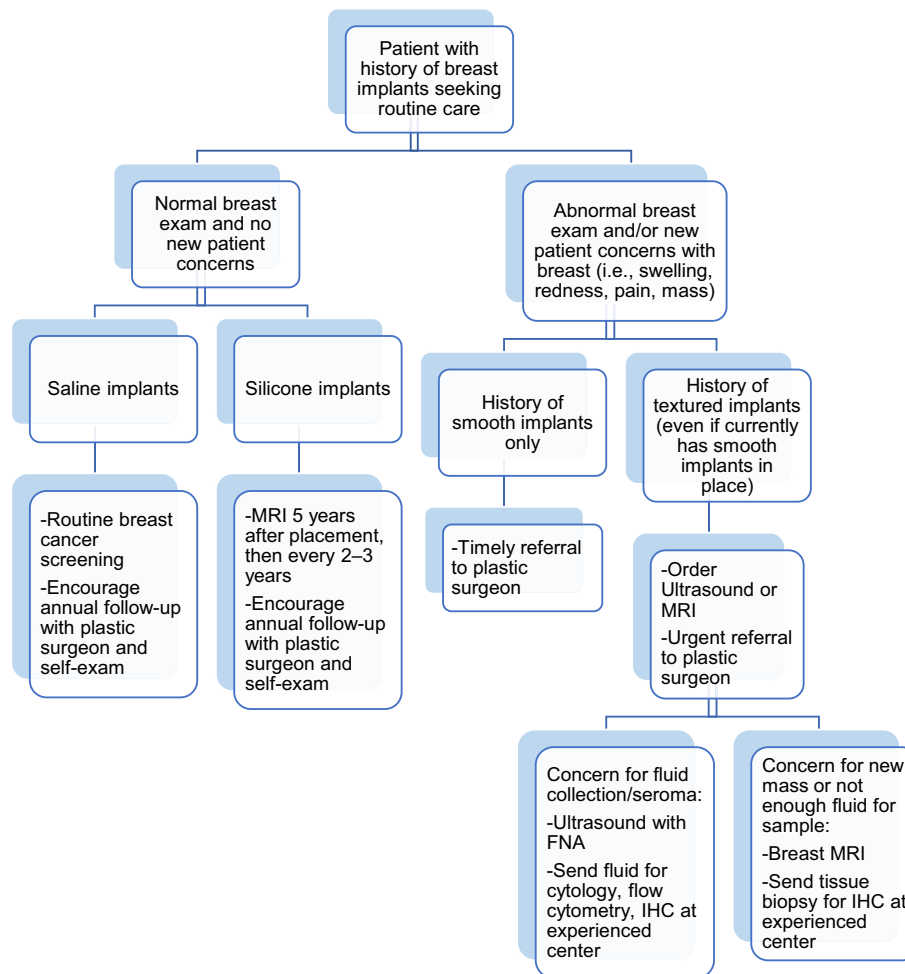 Patient with
history of breast
implants seeking
routine care
Normal breast
exam and no
new patient
concerns
Abnormal breast
exam and/or new
patient concerns with
breast (i.e., swelling,
redness, pain, mass)
Saline implants
Silicone implants
History of
smooth implants
only
History of
textured implants
(even if currently
has smooth
implants in
place)
-Routine breast
cancer
screening
-Encourage
annual follow-up
with plastic
surgeon and
self-exam
-MRI 5 years
after placement,
then every 2–3
years
-Encourage
annual follow-up
with plastic
surgeon and
self-exam
-Timely referral
to plastic
surgeon
-Order
Ultrasound or
MRI
-Urgent referral
to plastic
surgeon
Concern for fluid
collection/seroma:
-Ultrasound with
FNA
-Send fluid for
cytology, flow
cytometry, IHC at
experienced
center
Concern for new
mass or not
enough fluid for
sample:
-Breast MRI
-Send tissue
biopsy for IHC at
experienced
center